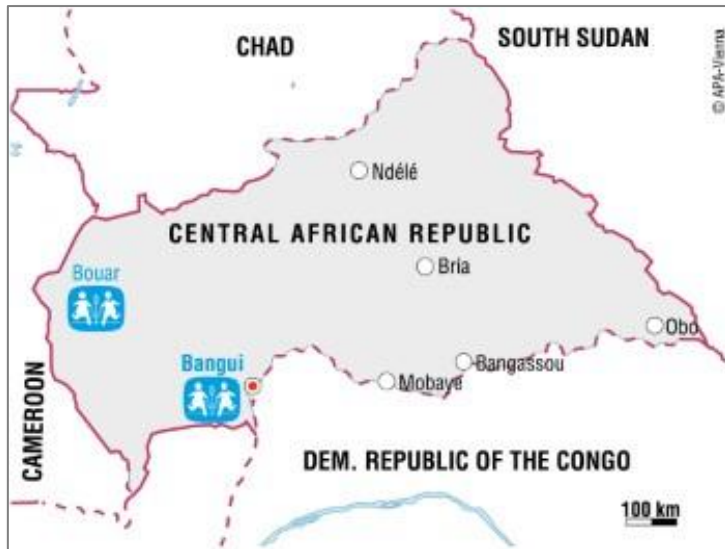 CHAD
SOUTH SUDAN
© APA-Vienna
Ndélé
CENTRAL AFRICAN REPUBLIC
Bouar
Bria
Obo
Bangassou
Bangui
Mobaye
CAMEROON
DEM. REPUBLIC OF THE CONGO
100 km